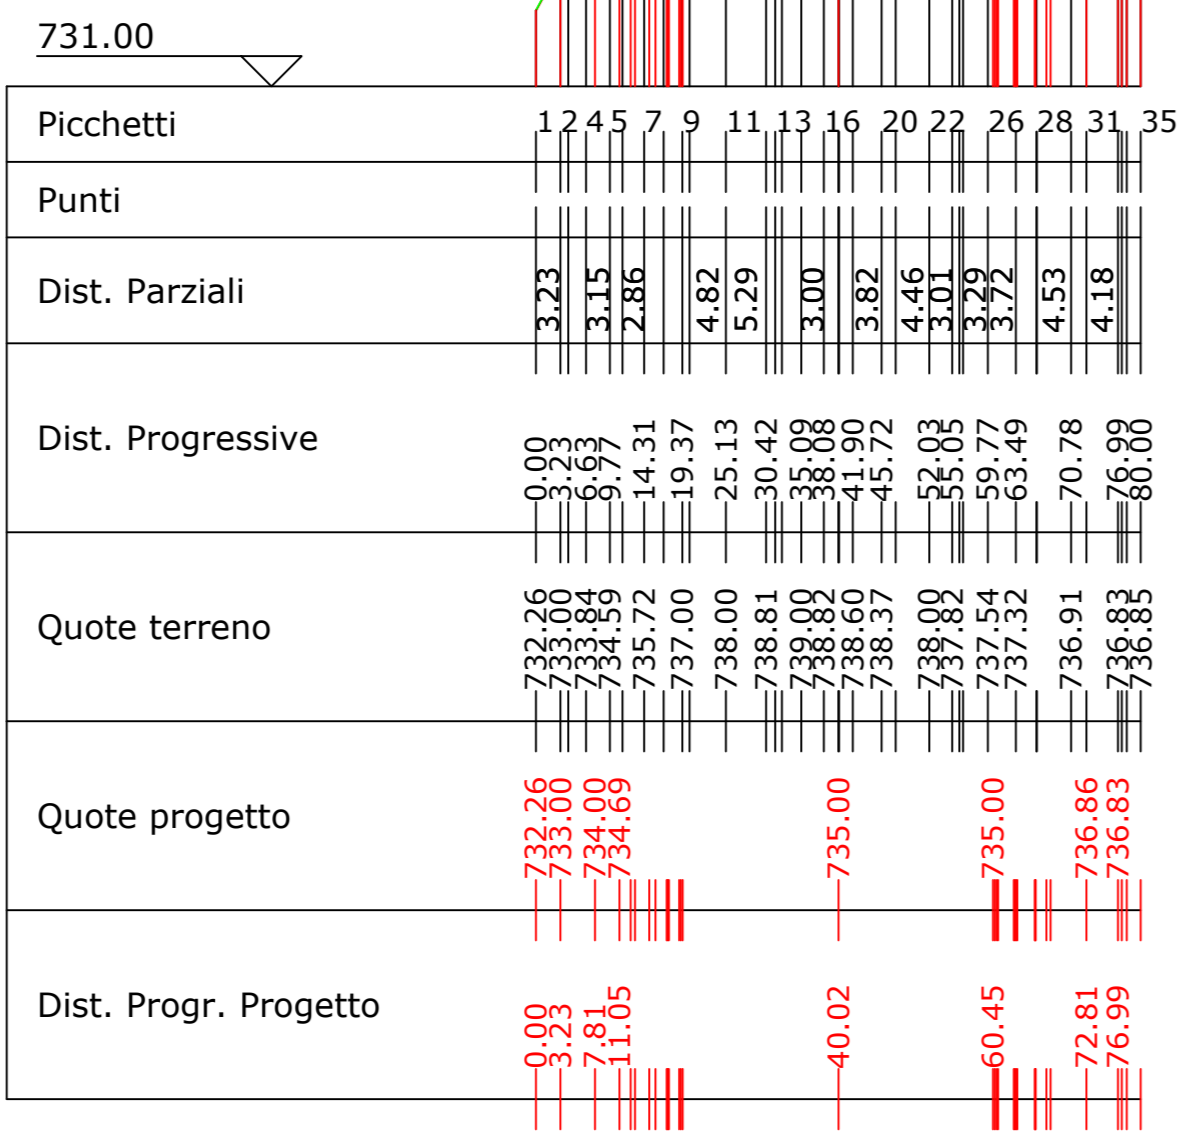 731.00
Picchetti 1 2 4 5 7 9 11 13 16 20 22 26 28 31 35
Punti
Dist. Parziali 3.23 3.15 2.86 4.82 5.29 3.00 3.82 4.46 3.01 3.29 3.72 4.53 4.18
Dist. Progressive 0.00 3.23 6.63 9.77 14.31 19.37 25.13 30.42 35.09 38.08 41.90 45.72 52.03 55.05 59.77 63.49 70.78 76.99 80.00
Quote terreno 732.26 733.00 733.84 734.59 735.72 737.00 738.00 738.81 739.00 738.82 738.60 738.37 738.00 737.82 737.54 737.32 736.91 736.83 736.85
Quote progetto 732.26 733.00 734.00 734.69 735.00 735.00 736.86 736.83
Dist. Progr. Progetto 0.00 3.23 7.81 11.05 40.02 60.45 72.81 76.99